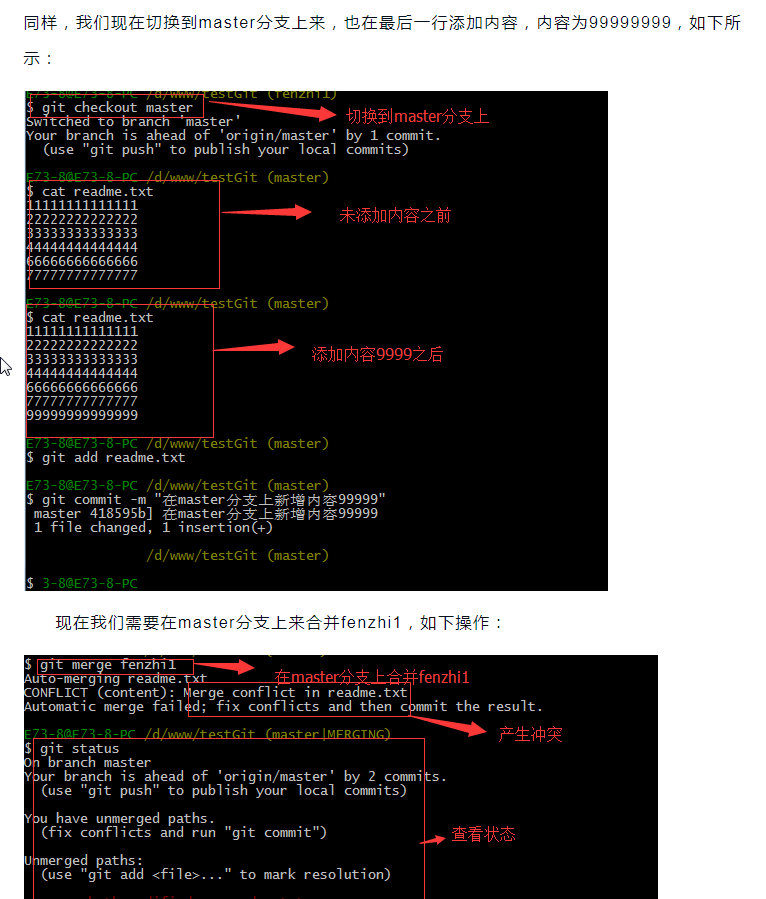 同样，我们现在切换到master分支上来，也在最后一行添加内容，内容为99999999，如下所
示：
E73-8@E73-8-PC /d/www/testGit (fenzhi1)
$ git checkout master
切换到master分支上
Switched to branch 'master'
Your branch is ahead of 'origin/master' by 1 commit.
(use "git push" to publish your local commits)
E73-8@E73-8-PC /d/www/testGit (master)
$ cat readme.txt
11111111111111
22222222222222
未添加内容之前
33333333333333
44444444444444
66666666666666
77777777777777
E73-8@E73-8-PC /d/www/testGit (master)
$ cat readme.txt
11111111111111
22222222222222
33333333333333
添加内容9999之后
44444444444444
66666666666666
77777777777777
99999999999999
E73-8@E73-8-PC /d/www/testGit (master)
$ git add readme.txt
E73-8@E73-8-PC /d/www/testGit (master)
$ git commit -m "在master分支上新增内容99999"
master 418595b] 在master分支上新增内容99999
1 file changed, 1 insertion(+)
/d/www/testGit (master)
$ 3-8@E73-8-PC
现在我们需要在master分支上来合并fenzhi1，如下操作：
$ git merge fenzhi1
在master分支上合并fenzhi1
Auto-merging readme.txt
CONFLICT (content): Merge conflict in readme.txt
Automatic merge failed; fix conflicts and then commit the result.
产生冲突
E73-8@E73-8-PC /d/www/testGit (master|MERGING)
$ git status
On branch master
Your branch is ahead of 'origin/master' by 2 commits.
(use "git push" to publish your local commits)
You have unmerged paths.
(fix conflicts and run "git commit")
查看状态
Unmerged paths:
(use "git add <file>..." to mark resolution)